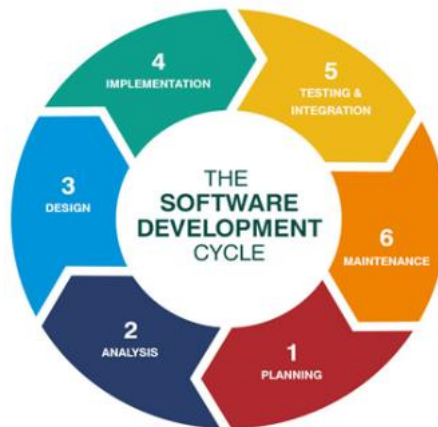 THE
SOFTWARE
DEVELOPMENT
CYCLE
1
PLANNING
2
ANALYSIS
3
DESIGN
4
IMPLEMENTATION
5
TESTING &
INTEGRATION
6
MAINTENANCE